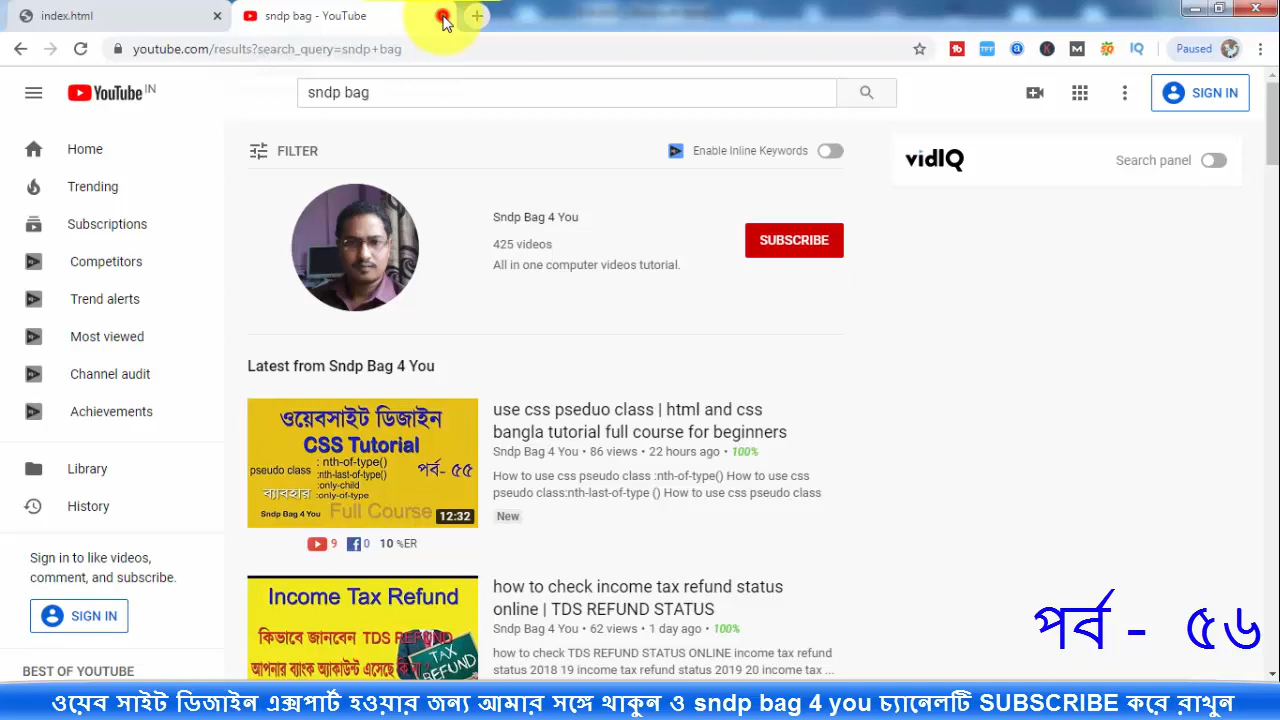 index.html
sndp bag - YouTube
youtube.com/results?search_query=sndp+bag
Paused
YouTube IN
sndp bag
SIGN IN
Home
Trending
Subscriptions
Competitors
Trend alerts
Most viewed
Channel audit
Achievements
Library
History
Sign in to like videos,
comment, and subscribe.
SIGN IN
BEST OF YOUTUBE
FILTER
Enable Inline Keywords
vidIQ
Search panel
Sndp Bag 4 You
425 videos
All in one computer videos tutorial.
SUBSCRIBE
Latest from Sndp Bag 4 You
ওয়েবসাইট ডিজাইন
CSS Tutorial
pseudo class : nth-of-type()
:nth-last-of-type()
:only-child
ব্যাবহার :only-of-type
পর্ব- ৫৫
Sndp Bag 4 You Full Course
12:32
9 0 10 %ER
use css pseduo class | html and css
bangla tutorial full course for beginners
Sndp Bag 4 You • 86 views • 22 hours ago • 100%
How to use css pseudo class :nth-of-type() How to use css
pseudo class:nth-last-of-type () How to use css pseudo class
New
Income Tax Refund
কিভাবে জানবেন TDS REFUND
আপনার ব্যাংক অ্যাকাউন্ট এসেছে কি না
TAX
REFUND
how to check income tax refund status
online | TDS REFUND STATUS
Sndp Bag 4 You • 62 views • 1 day ago • 100%
how to check TDS REFUND STATUS ONLINE income tax refund
status 2018 19 income tax refund status 2019 20 income tax ...
পর্ব - ৫৬
ওয়েব সাইট ডিজাইন এক্সপার্ট হওয়ার জন্য আমার সঙ্গে থাকুন ও sndp bag 4 you চ্যানেলটি SUBSCRIBE করে রাখুন